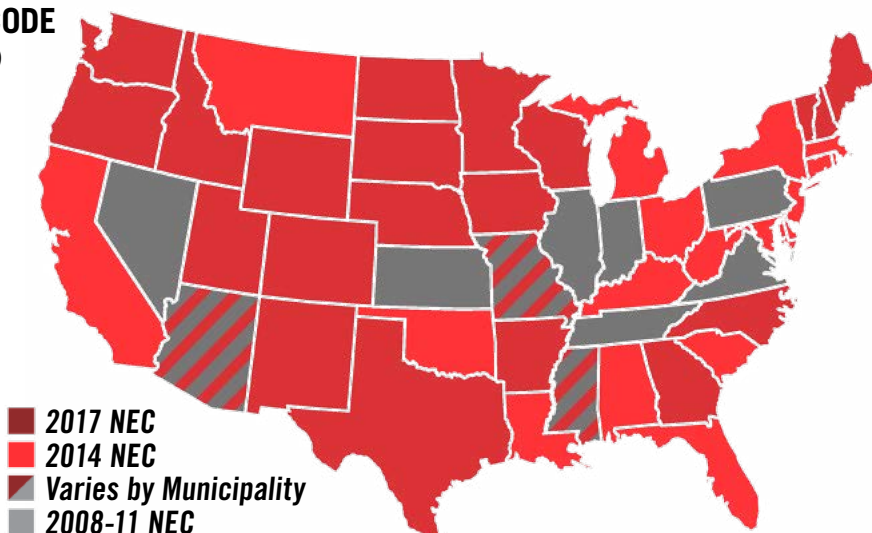 ODE
2017 NEC
2014 NEC
Varies by Municipality
2008-11 NEC